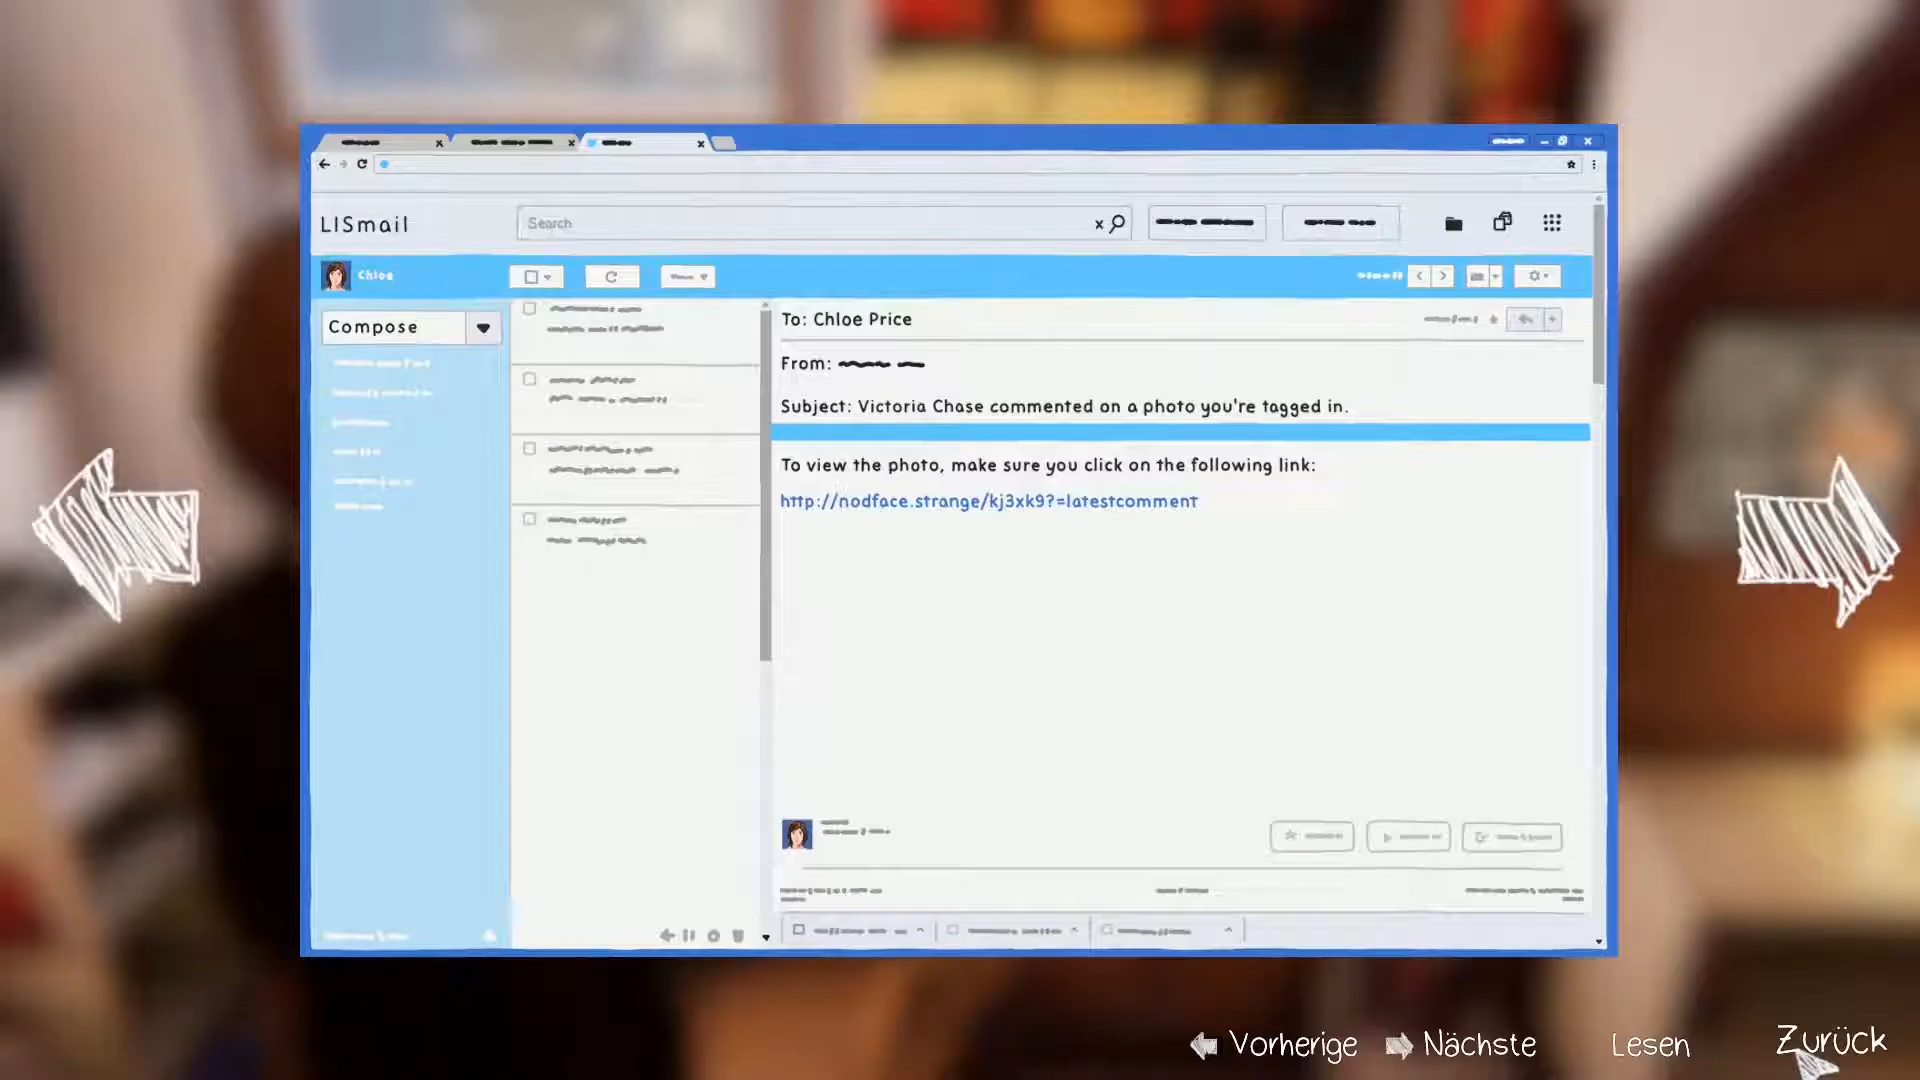 LISmail
Search
Chloe
Compose
To: Chloe Price
From:
Subject: Victoria Chase commented on a photo you're tagged in.
To view the photo, make sure you click on the following link:
http://nodface.strange/kj3xk9?=latestcomment
Vorherige
Nächste
Lesen
Zurück